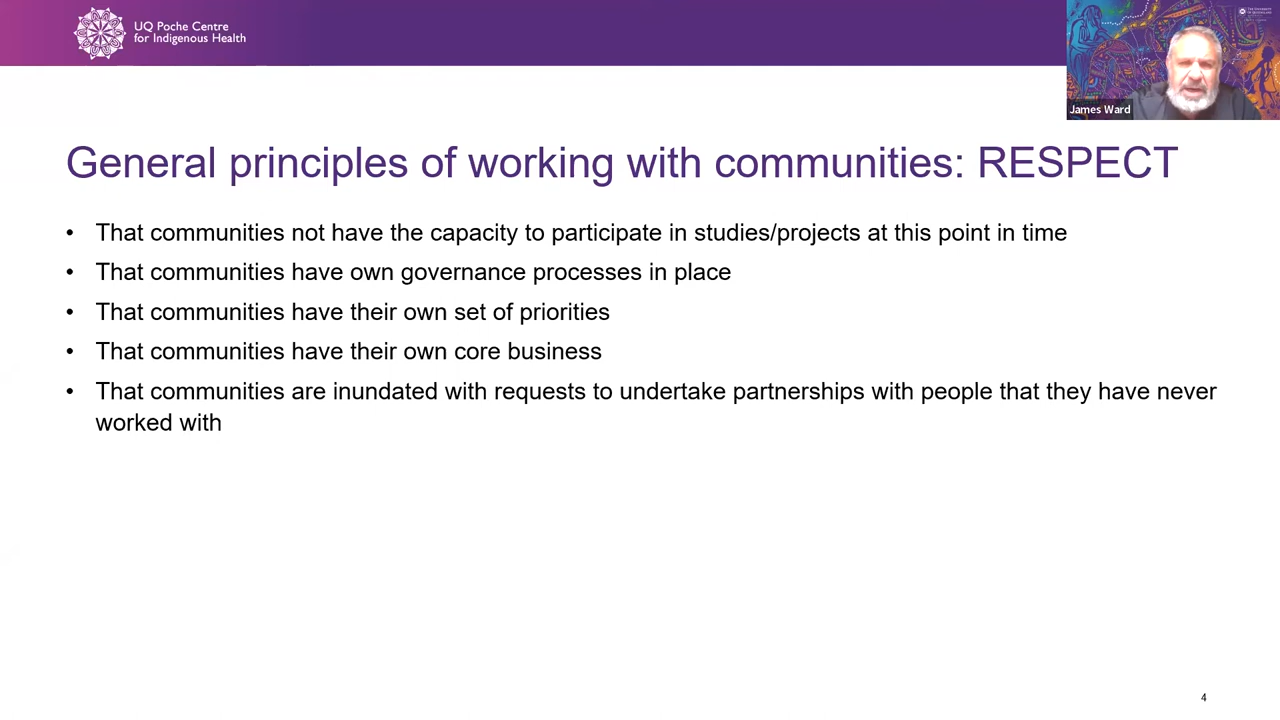 UQ Poche Centre
for Indigenous Health
James Ward
General principles of working with communities: RESPECT
• That communities not have the capacity to participate in studies/projects at this point in time
• That communities have own governance processes in place
• That communities have their own set of priorities
• That communities have their own core business
• That communities are inundated with requests to undertake partnerships with people that they have never
worked with
4